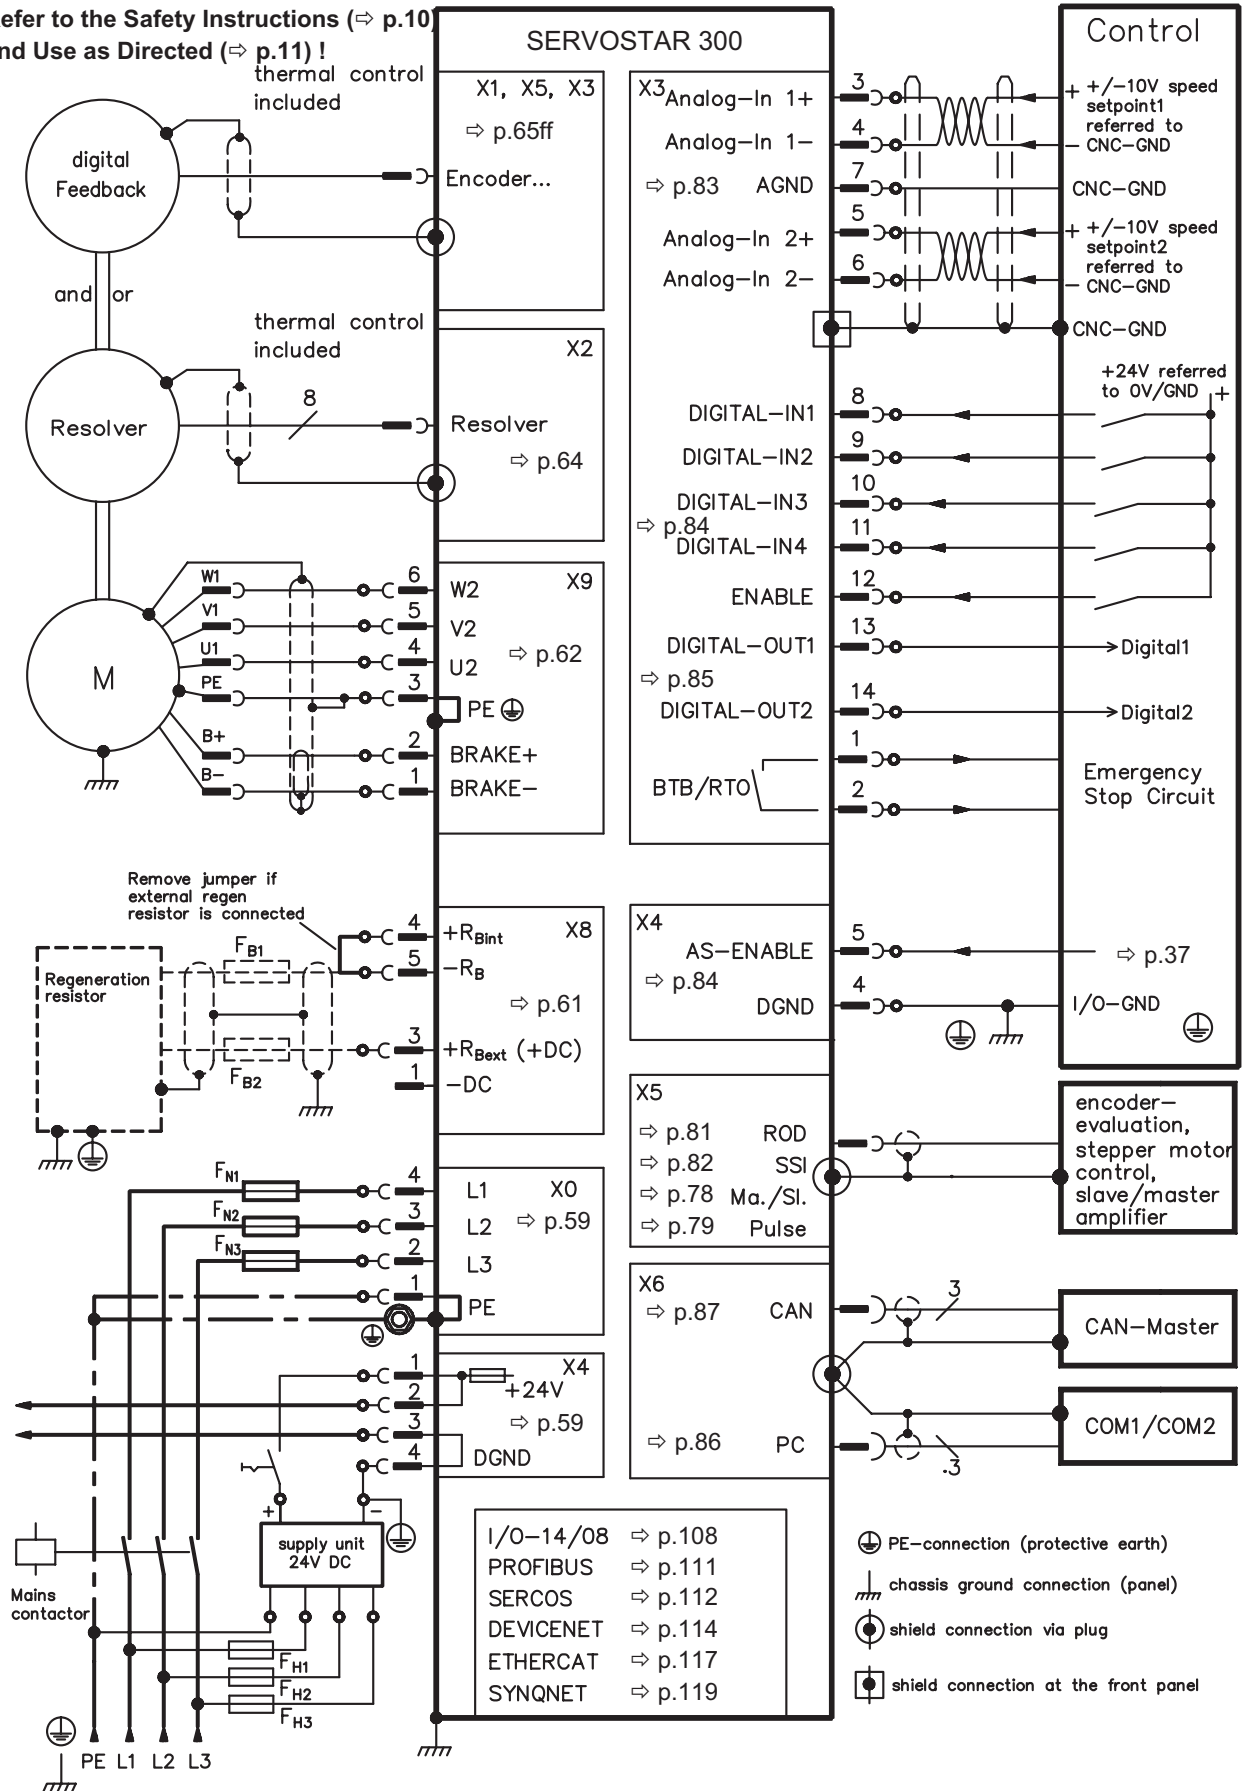 efer to the Safety Instructions (⇨ p.10)
nd Use as Directed (⇨ p.11) !
SERVOSTAR 300
Control
thermal control
included
digital
Feedback
X1, X5, X3
⇨ p.65ff
Encoder...
and or
thermal control
included
Resolver
8
X2
Resolver
⇨ p.64
M
W1
V1
U1
PE
B+
B-
6
5
4
3
2
1
X9
W2
V2
U2
⇨ p.62
PE
BRAKE+
BRAKE-
Remove jumper if
external regen
resistor is connected
Regeneration
resistor
FB1
FB2
4
5
3
1
X8
+RBint
-RB
⇨ p.61
+RBext (+DC)
-DC
FN1
FN2
FN3
4
3
2
1
X0
L1
L2
⇨ p.59
L3
PE
1
2
3
4
X4
+24V
⇨ p.59
DGND
+
-
supply unit
24V DC
Mains
contactor
FH1
FH2
FH3
PE L1 L2 L3
X3
Analog-In 1+
Analog-In 1-
⇨ p.83 AGND
Analog-In 2+
Analog-In 2-
3
4
7
5
6
+ +/-10V speed
setpoint1
referred to
- CNC-GND
CNC-GND
+ +/-10V speed
setpoint2
referred to
- CNC-GND
CNC-GND
+24V referred
to 0V/GND
+
DIGITAL-IN1
8
DIGITAL-IN2
9
DIGITAL-IN3
10
⇨ p.84
DIGITAL-IN4
11
ENABLE
12
DIGITAL-OUT1
13
Digital1
⇨ p.85
DIGITAL-OUT2
14
Digital2
BTB/RTO
1
2
Emergency
Stop Circuit
X4
AS-ENABLE
5
⇨ p.37
⇨ p.84
DGND
4
I/O-GND
X5
⇨ p.81 ROD
⇨ p.82 SSI
⇨ p.78 Ma./Sl.
⇨ p.79 Pulse
encoder-
evaluation,
stepper motor
control,
slave/master
amplifier
X6
⇨ p.87 CAN
3
CAN-Master
⇨ p.86 PC
.3
COM1/COM2
I/O-14/08 ⇨ p.108
PROFIBUS ⇨ p.111
SERCOS ⇨ p.112
DEVICENET ⇨ p.114
ETHERCAT ⇨ p.117
SYNQNET ⇨ p.119
PE-connection (protective earth)
chassis ground connection (panel)
shield connection via plug
shield connection at the front panel